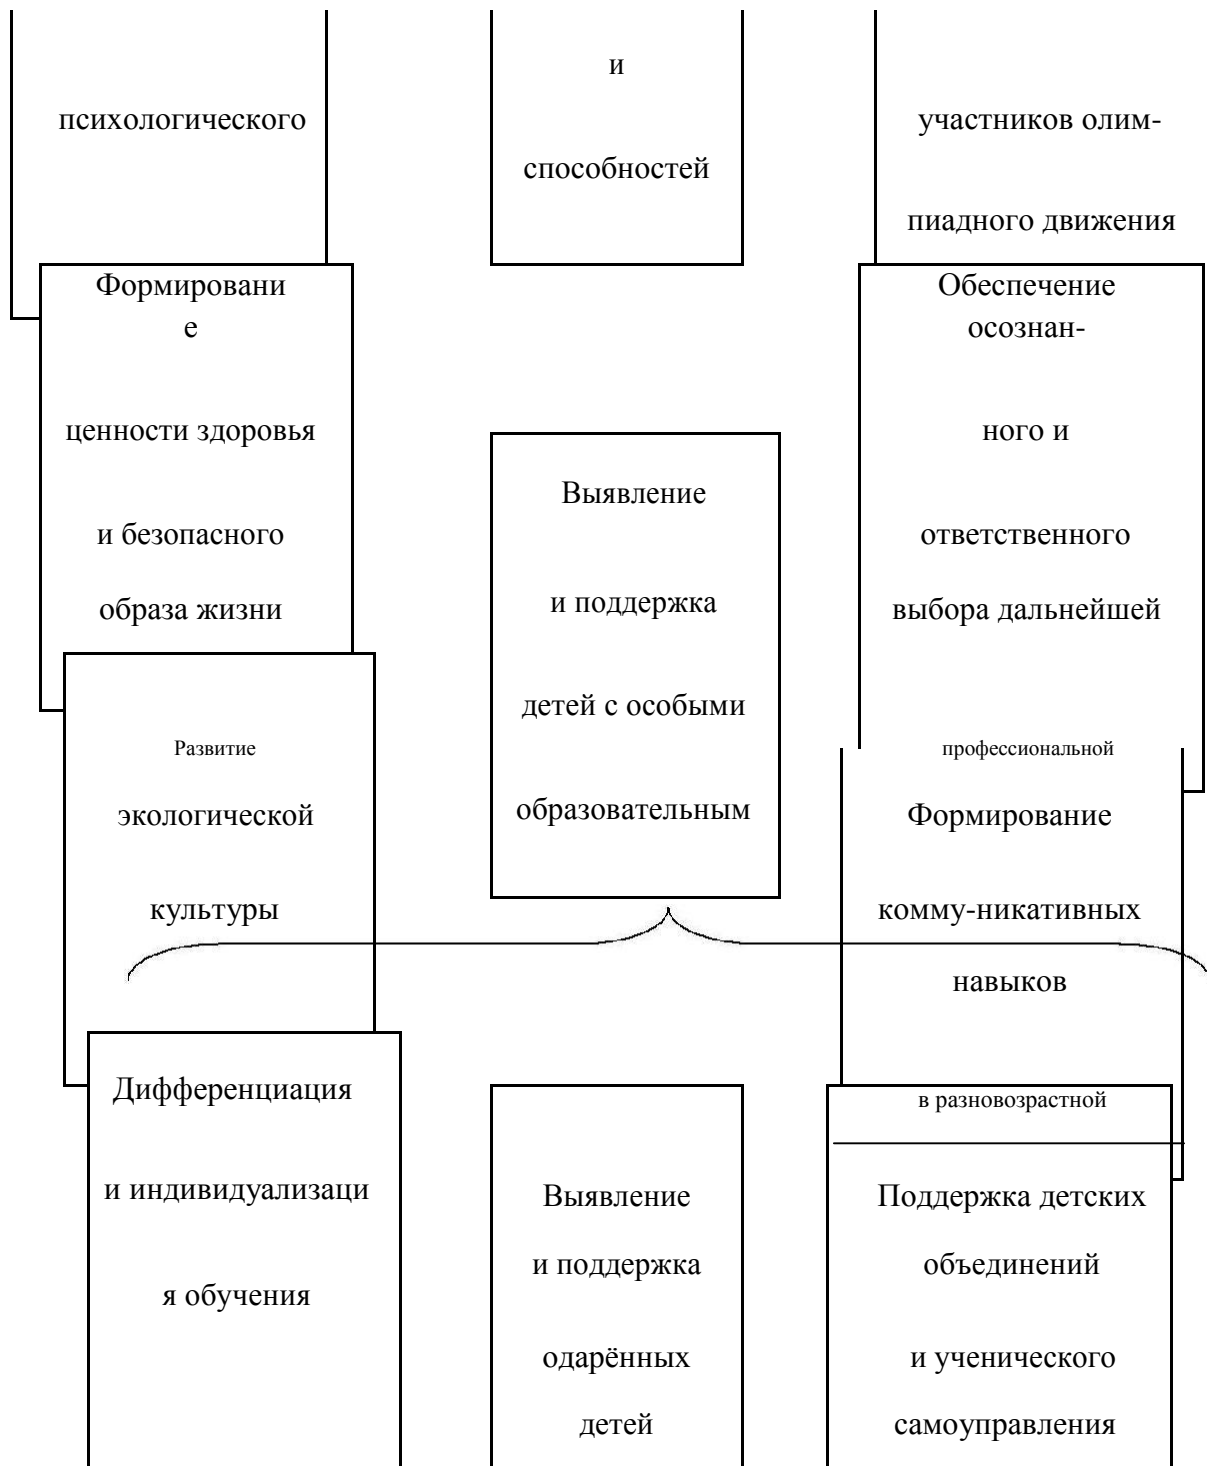 психологического
Формировани
е
ценности здоровья
и безопасного
образа жизни
Развитие
экологической
культуры
Дифференциация
и индивидуализаци
я обучения
и
способностей
Выявление
и поддержка
детей с особыми
образовательным
Выявление
и поддержка
одарённых
детей
участников олим-
пиадного движения
Обеспечение
осознан-
ного и
ответственного
выбора дальнейшей
профессиональной
Формирование
комму-никативных
навыков
в разновозрастной
Поддержка детских
объединений
и ученического
самоуправления